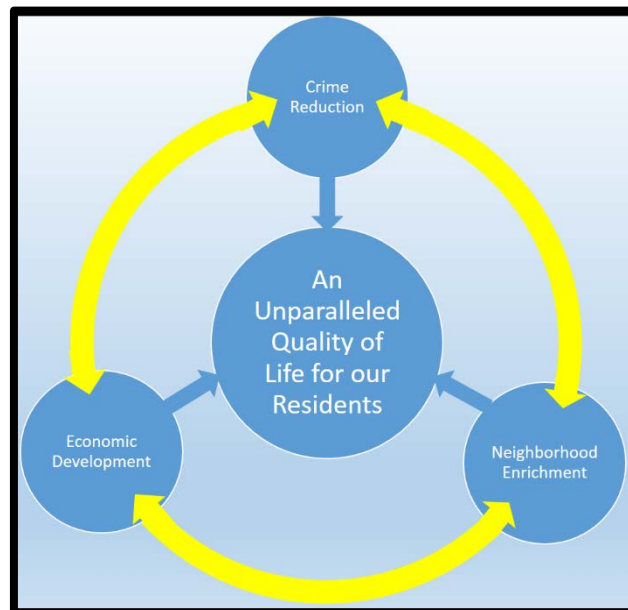 Crime
Reduction
An
Unparalleled
Quality of
Life for our
Residents
Economic
Development
Neighborhood
Enrichment